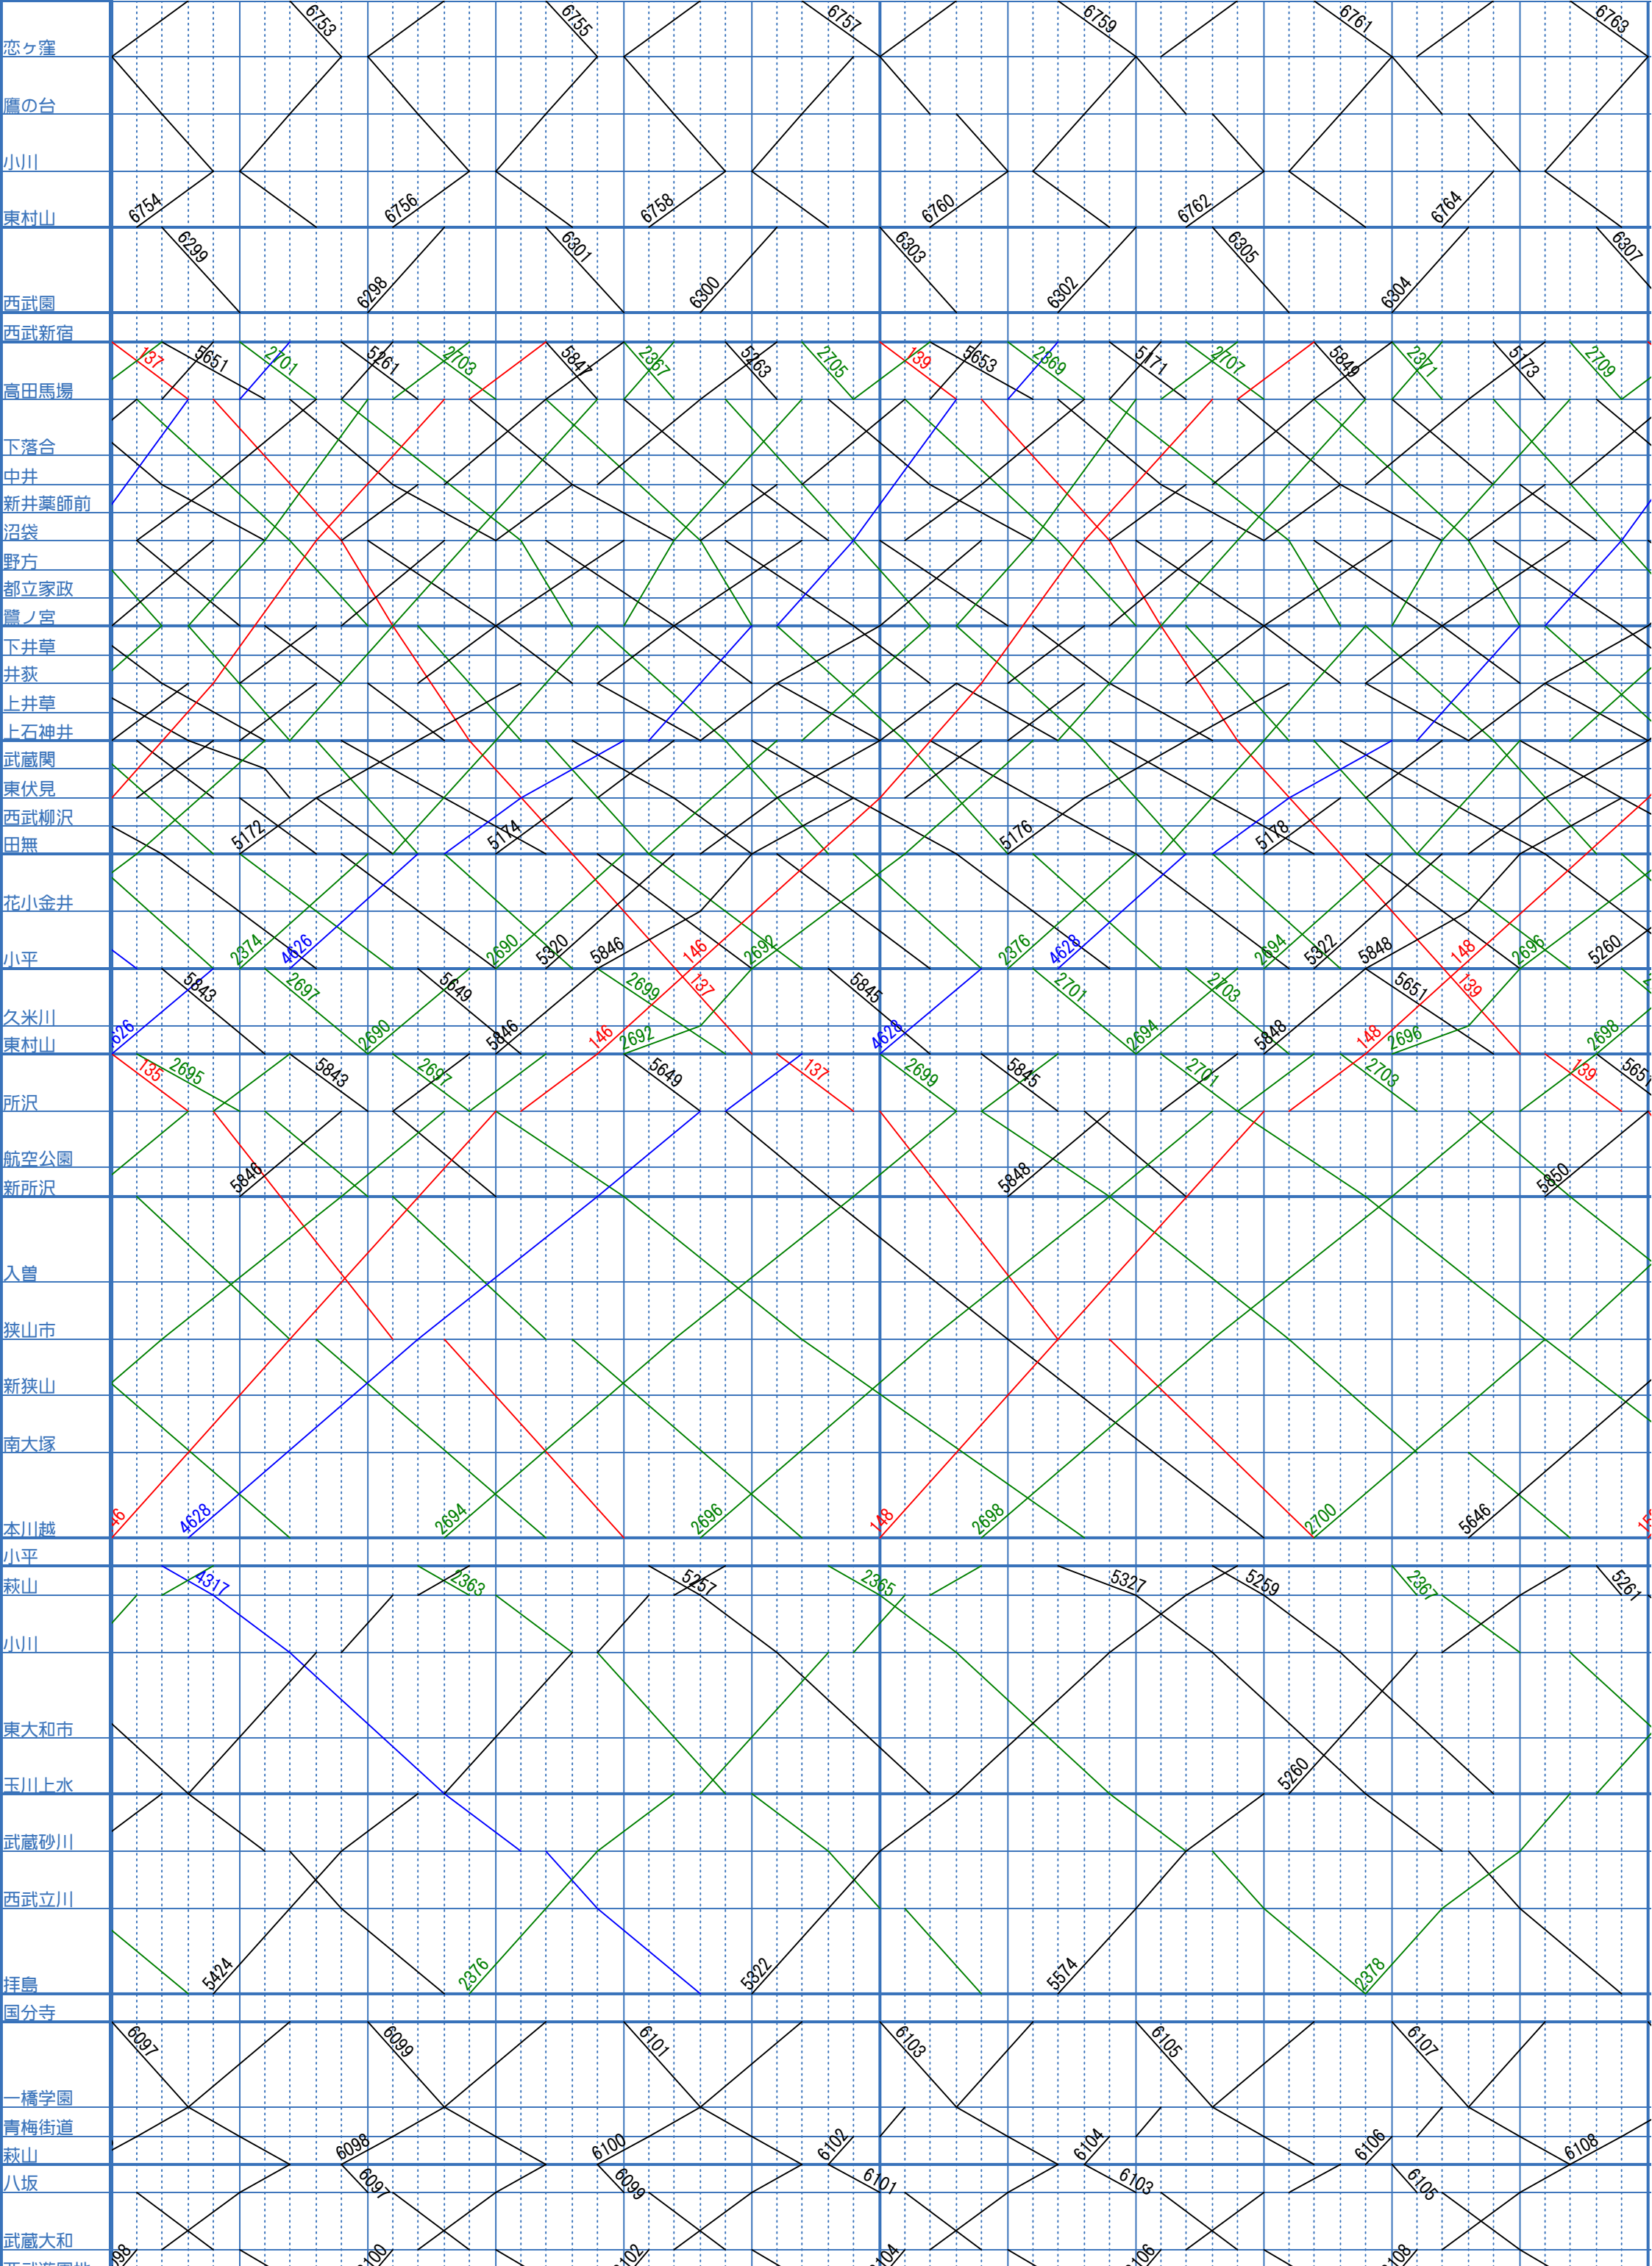 6753 6755 6757 6759 6761 6763
恋ヶ窪
鷹の台
小川
東村山 6754 6756 6758 6760 6762 6764
6299 6301 6303 6305 6307
西武園 6298 6300 6302 6304
西武新宿
137 5651 2701 5261 2703 5847 2367 5263 2705 139 5653 2369 5171 2707 5849 2371 5173 2709
高田馬場
下落合
中井
新井薬師前
沼袋
野方
都立家政
鷺ノ宮
下井草
井荻
上井草
上石神井
武蔵関
東伏見
西武柳沢
田無 5172 5174 5176 5178
花小金井
小平 2374 4626 2690 5320 5846 146 2692 2376 4628 2694 5322 5848 148 2696 5260
5843 2697 5649 2699 137 5845 2701 2703 5651 139
久米川
東村山 626 2690 5846 146 2692 4628 2694 5848 148 2696 2698
135 2695 5843 2697 5649 137 2699 5845 2701 2703 139 565
所沢
航空公園
新所沢 5846 5848 5850
入曽
狭山市
新狭山
南大塚
本川越 46 4628 2694 2696 148 2698 2700 5646 15
小平
4317 2363 5257 2365 5327 5259 2367 5261
萩山
小川
東大和市
玉川上水 5260
武蔵砂川
西武立川
拝島 5424 2376 5322 5574 2378
国分寺
6097 6099 6101 6103 6105 6107
一橋学園
青梅街道
萩山 6098 6100 6102 6104 6106 6108
八坂 6097 6099 6101 6103 6105
武蔵大和
98 100 102 104 106 108